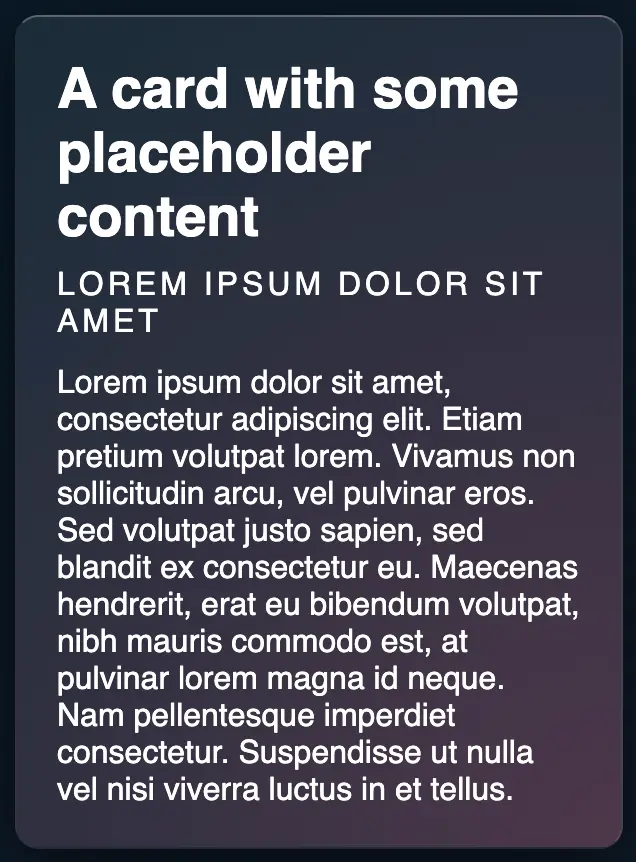 A card with some
placeholder
content
LOREM IPSUM DOLOR SIT
AMET
Lorem ipsum dolor sit amet,
consectetur adipiscing elit. Etiam
pretium volutpat lorem. Vivamus non
sollicitudin arcu, vel pulvinar eros.
Sed volutpat justo sapien, sed
blandit ex consectetur eu. Maecenas
hendrerit, erat eu bibendum volutpat,
nibh mauris commodo est, at
pulvinar lorem magna id neque.
Nam pellentesque imperdiet
consectetur. Suspendisse ut nulla
vel nisi viverra luctus in et tellus.